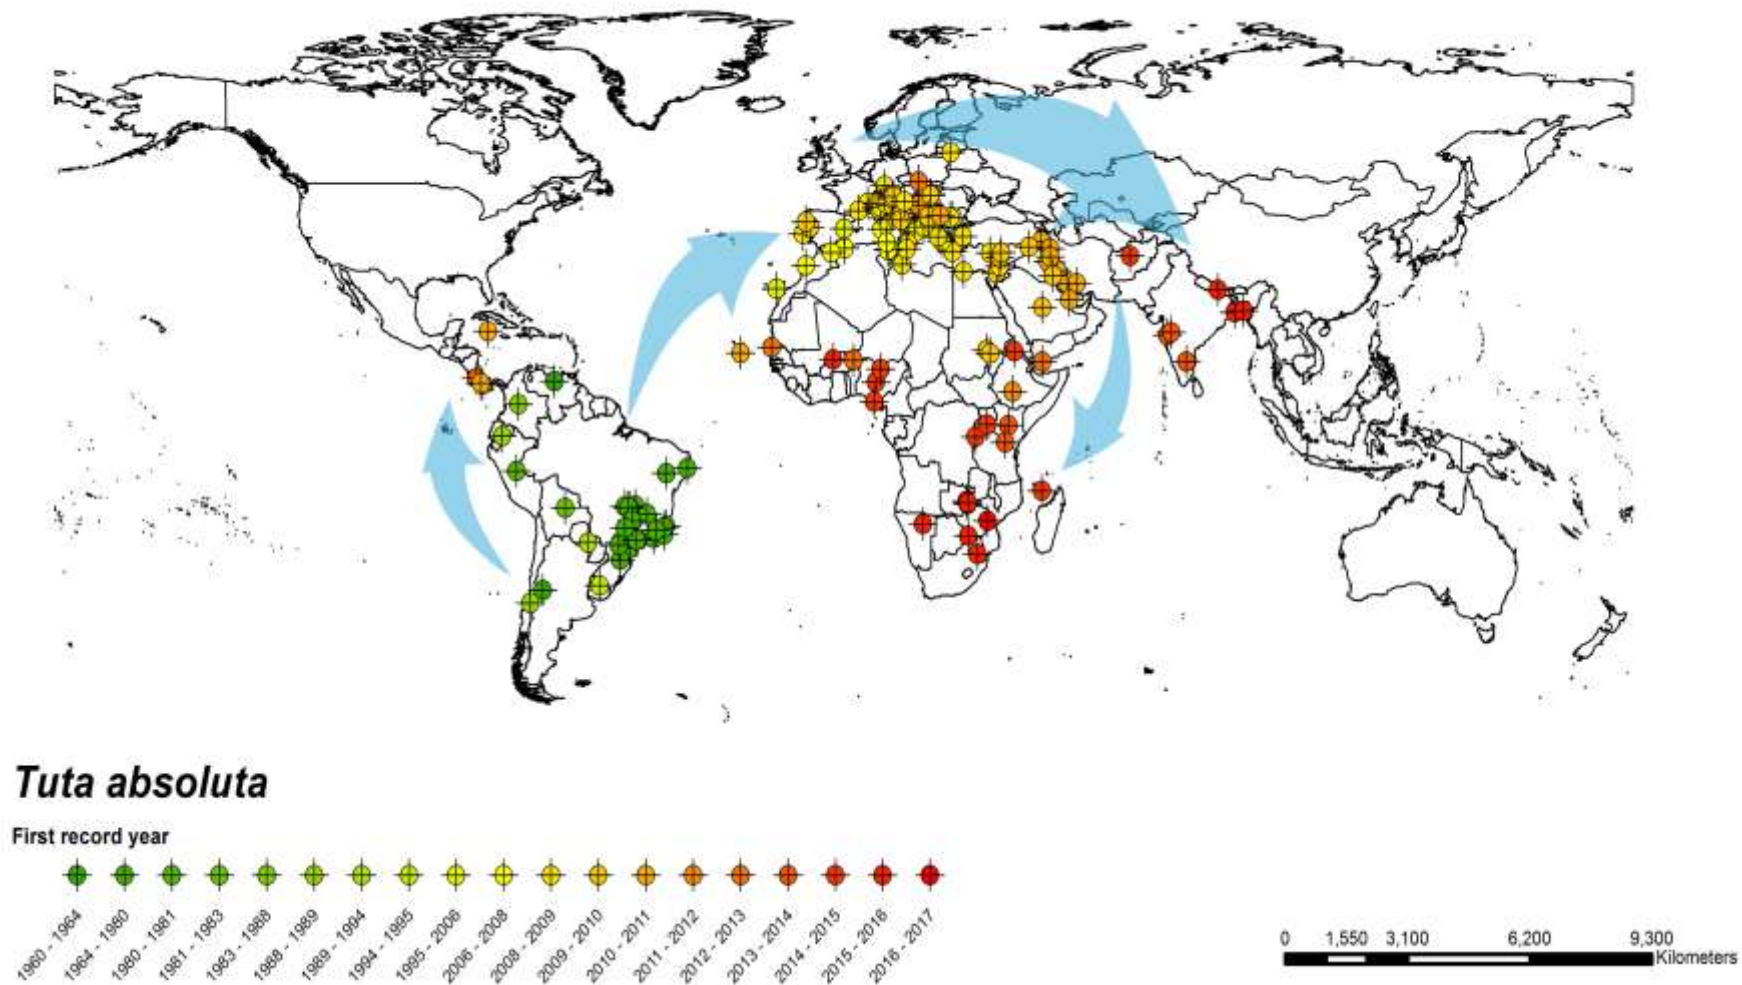 Tuta absoluta
First record year
1960 - 1964
1964 - 1980
1980 - 1981
1981 - 1983
1983 - 1988
1988 - 1989
1989 - 1994
1994 - 1995
1995 - 2006
2006 - 2008
2008 - 2009
2009 - 2010
2010 - 2011
2011 - 2012
2012 - 2013
2013 - 2014
2014 - 2015
2015 - 2016
2016 - 2017
0 1,550 3,100 6,200 9,300
Kilometers